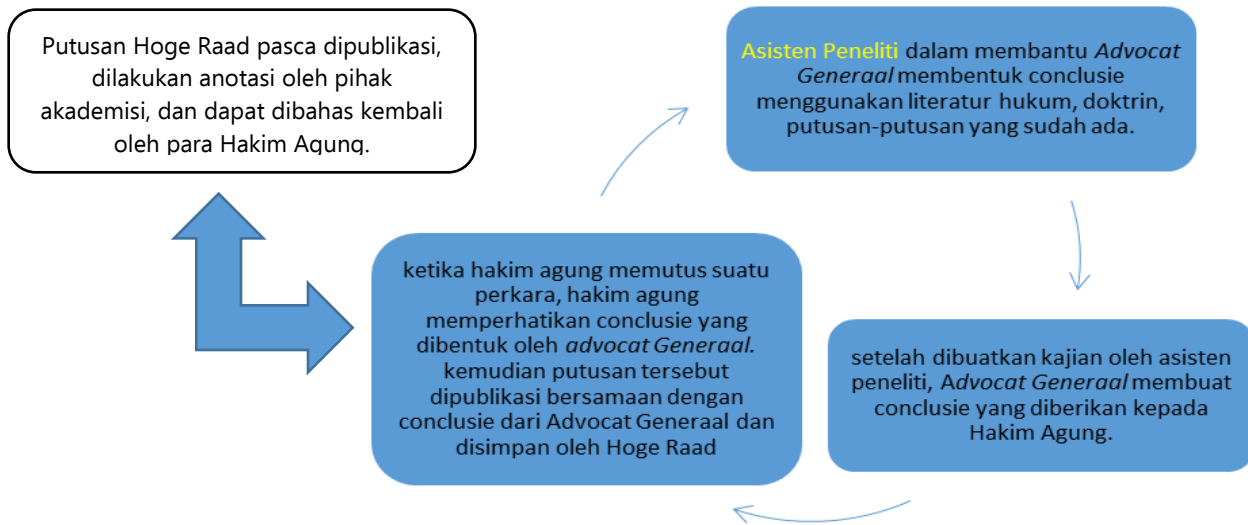 Putusan Hoge Raad pasca dipublikasi,
dilakukan anotasi oleh pihak
akademisi, dan dapat dibahas kembali
oleh para Hakim Agung.
Asisten Peneliti dalam membantu Advocat
Generaal membentuk conclusie
menggunakan literatur hukum, doktrin,
putusan-putusan yang sudah ada.
ketika hakim agung memutus suatu
perkara, hakim agung
memperhatikan conclusie yang
dibentuk oleh advocat Generaal.
kemudian putusan tersebut
dipublikasi bersamaan dengan
conclusie dari Advocat Generaal dan
disimpan oleh Hoge Raad
setelah dibuatkan kajian oleh asisten
peneliti, Advocat Generaal membuat
conclusie yang diberikan kepada
Hakim Agung.